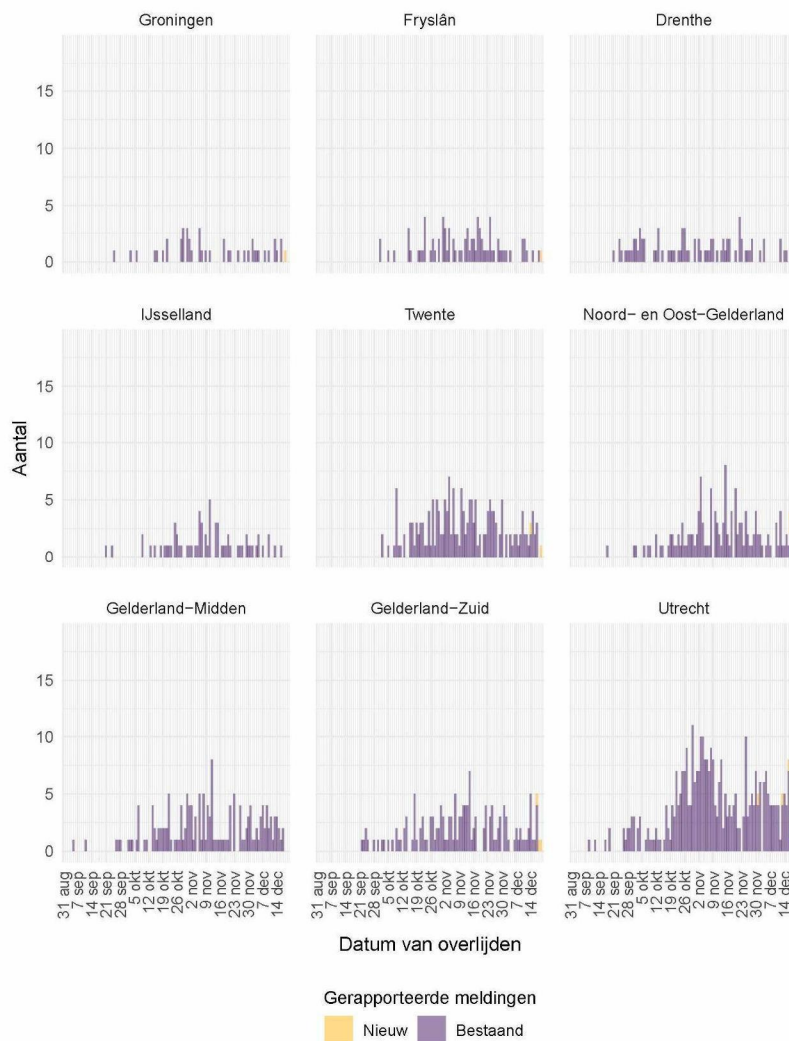 Groningen Fryslân Drenthe
15
10
5
0
IJsselland Twente Noord- en Oost-Gelderland
15
10
5
0
Aantal
Gelderland-Midden Gelderland-Zuid Utrecht
15
10
5
0
31 aug 7 sep 14 sep 21 sep 28 sep 5 okt 12 okt 19 okt 26 okt 2 nov 9 nov 16 nov 23 nov 30 nov 7 dec 14 dec 31 aug 7 sep 14 sep 21 sep 28 sep 5 okt 12 okt 19 okt 26 okt 2 nov 9 nov 16 nov 23 nov 30 nov 7 dec 14 dec 31 aug 7 sep 14 sep 21 sep 28 sep 5 okt 12 okt 19 okt 26 okt 2 nov 9 nov 16 nov 23 nov 30 nov 7 dec 14 dec
Datum van overlijden
Gerapporteerde meldingen
Nieuw Bestaand